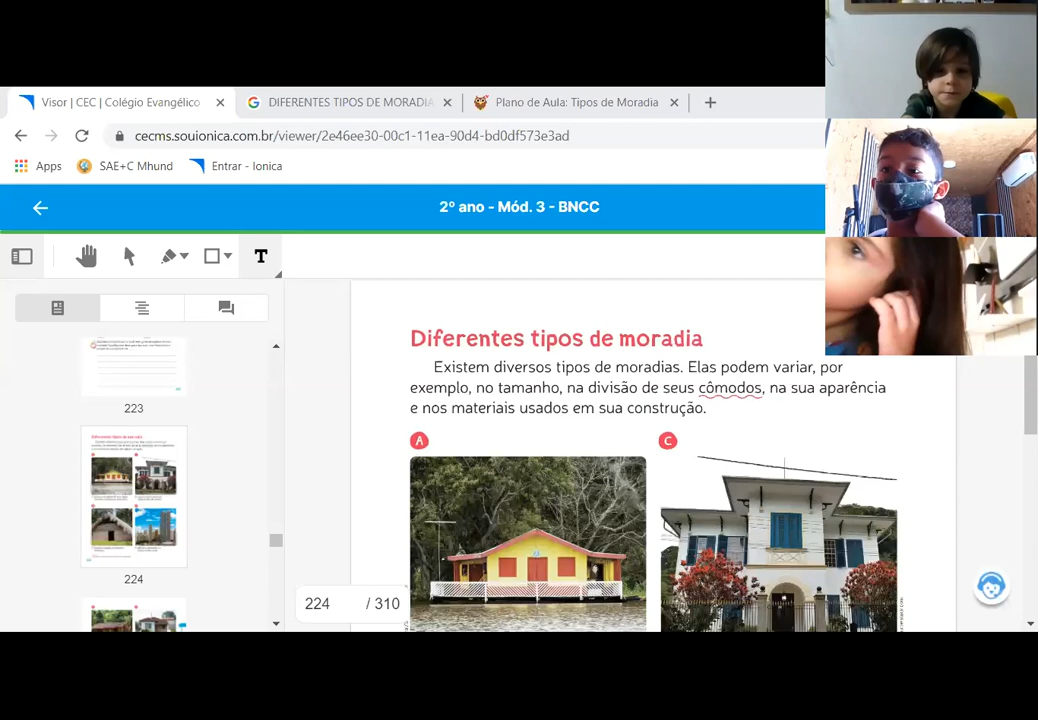 Visor | CEC | Colégio Evangélico
DIFERENTES TIPOS DE MORADIA
Plano de Aula: Tipos de Moradia
cecms.souionica.com.br/viewer/2e46ee30-00c1-11ea-90d4-bd0df573e3ad
Apps
SAE+C Mhund
Entrar - Ionica
2º ano - Mód. 3 - BNCC
T
223
224
Diferentes tipos de moradia
Existem diversos tipos de moradias. Elas podem variar, por
exemplo, no tamanho, na divisão de seus cômodos, na sua aparência
e nos materiais usados em sua construção.
A
C
224 / 310